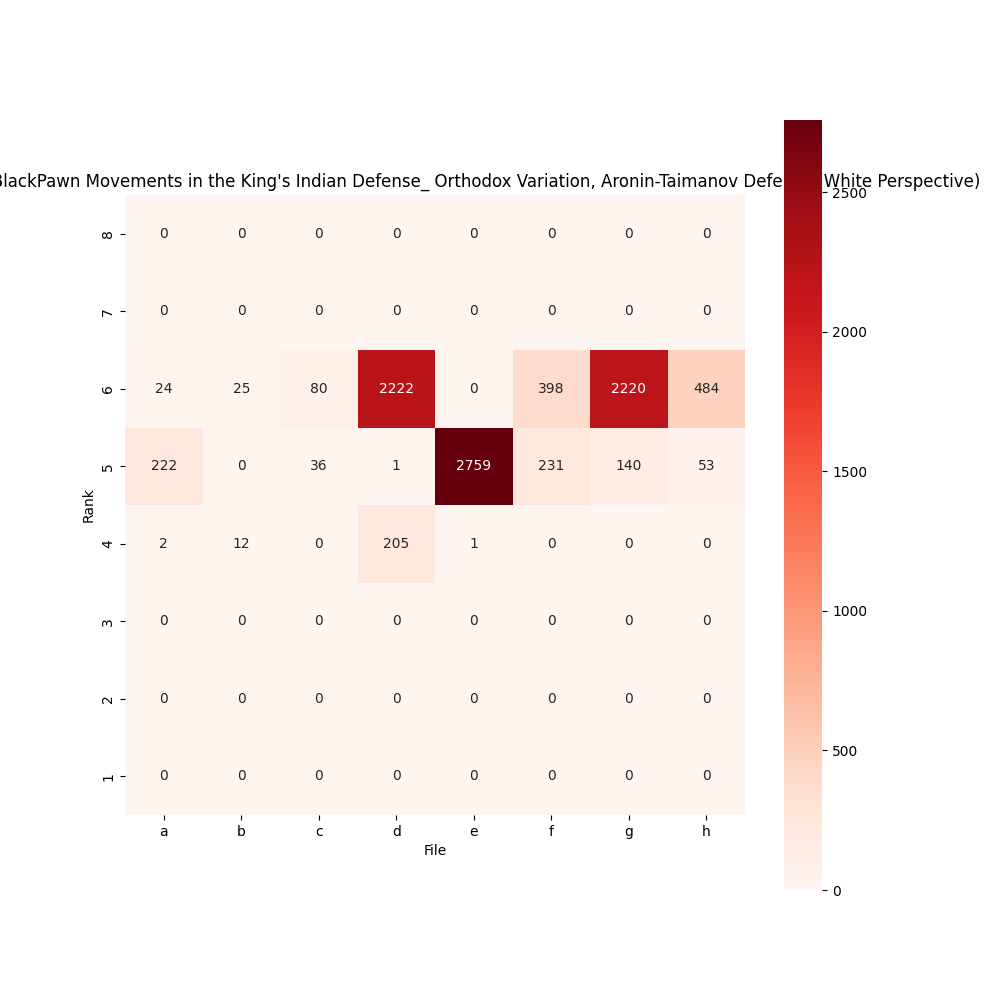 BlackPawn Movements in the King's Indian Defense_ Orthodox Variation, Aronin-Taimanov Defe White Perspective)
8 0 0 0 0 0 0 0 0
7 0 0 0 0 0 0 0 0
6 24 25 80 2222 0 398 2220 484
5 222 0 36 1 2759 231 140 53
4 2 12 0 205 1 0 0 0
3 0 0 0 0 0 0 0 0
2 0 0 0 0 0 0 0 0
1 0 0 0 0 0 0 0 0
a b c d e f g h
File
Rank
2500
2000
1500
1000
500
0